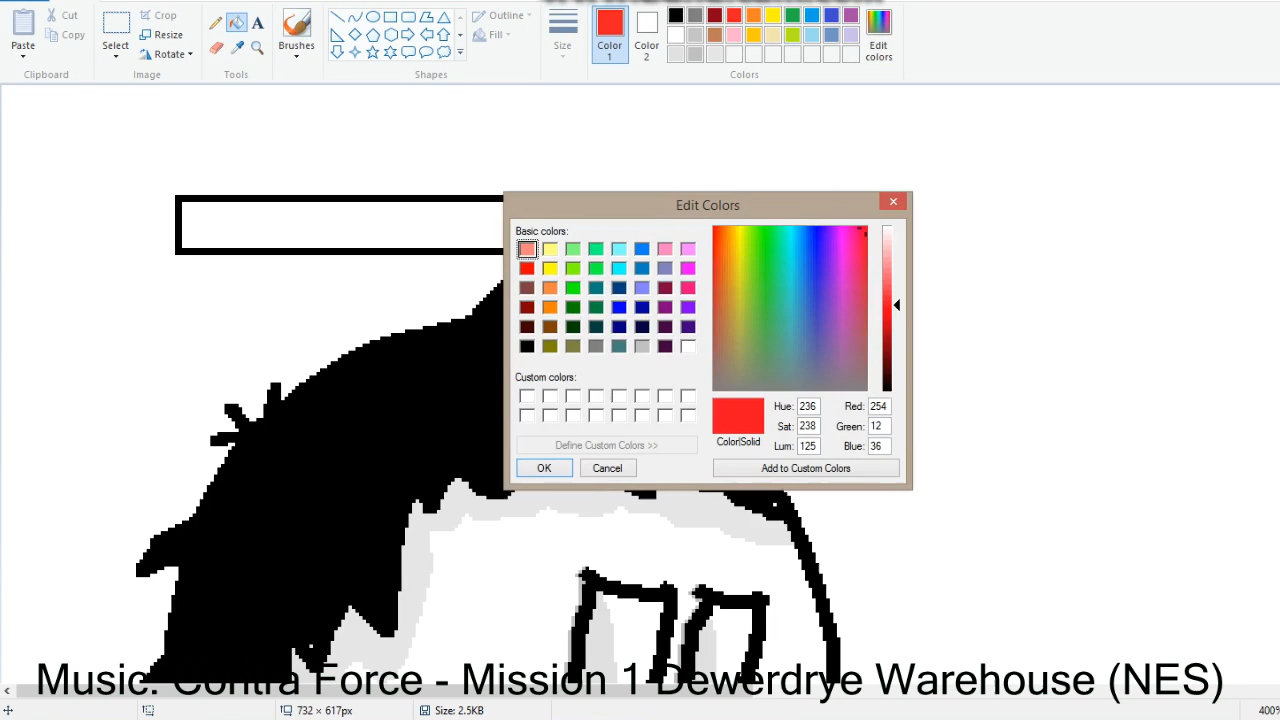 Paste
Cut
Copy
Clipboard
Select
Crop
Resize
Rotate
Image
A
Tools
Brushes
Shapes
Outline
Fill
Size
Color
1
Color
2
Colors
Edit
colors
Edit Colors
Basic colors:
Custom colors:
Define Custom Colors >>
OK
Cancel
Color|Solid
Hue: 236
Sat: 238
Lum: 125
Red: 254
Green: 12
Blue: 36
Add to Custom Colors
Music: Contra Force - Mission 1 Dewerdrye Warehouse (NES)
732 × 617px
Size: 2.5KB
400%